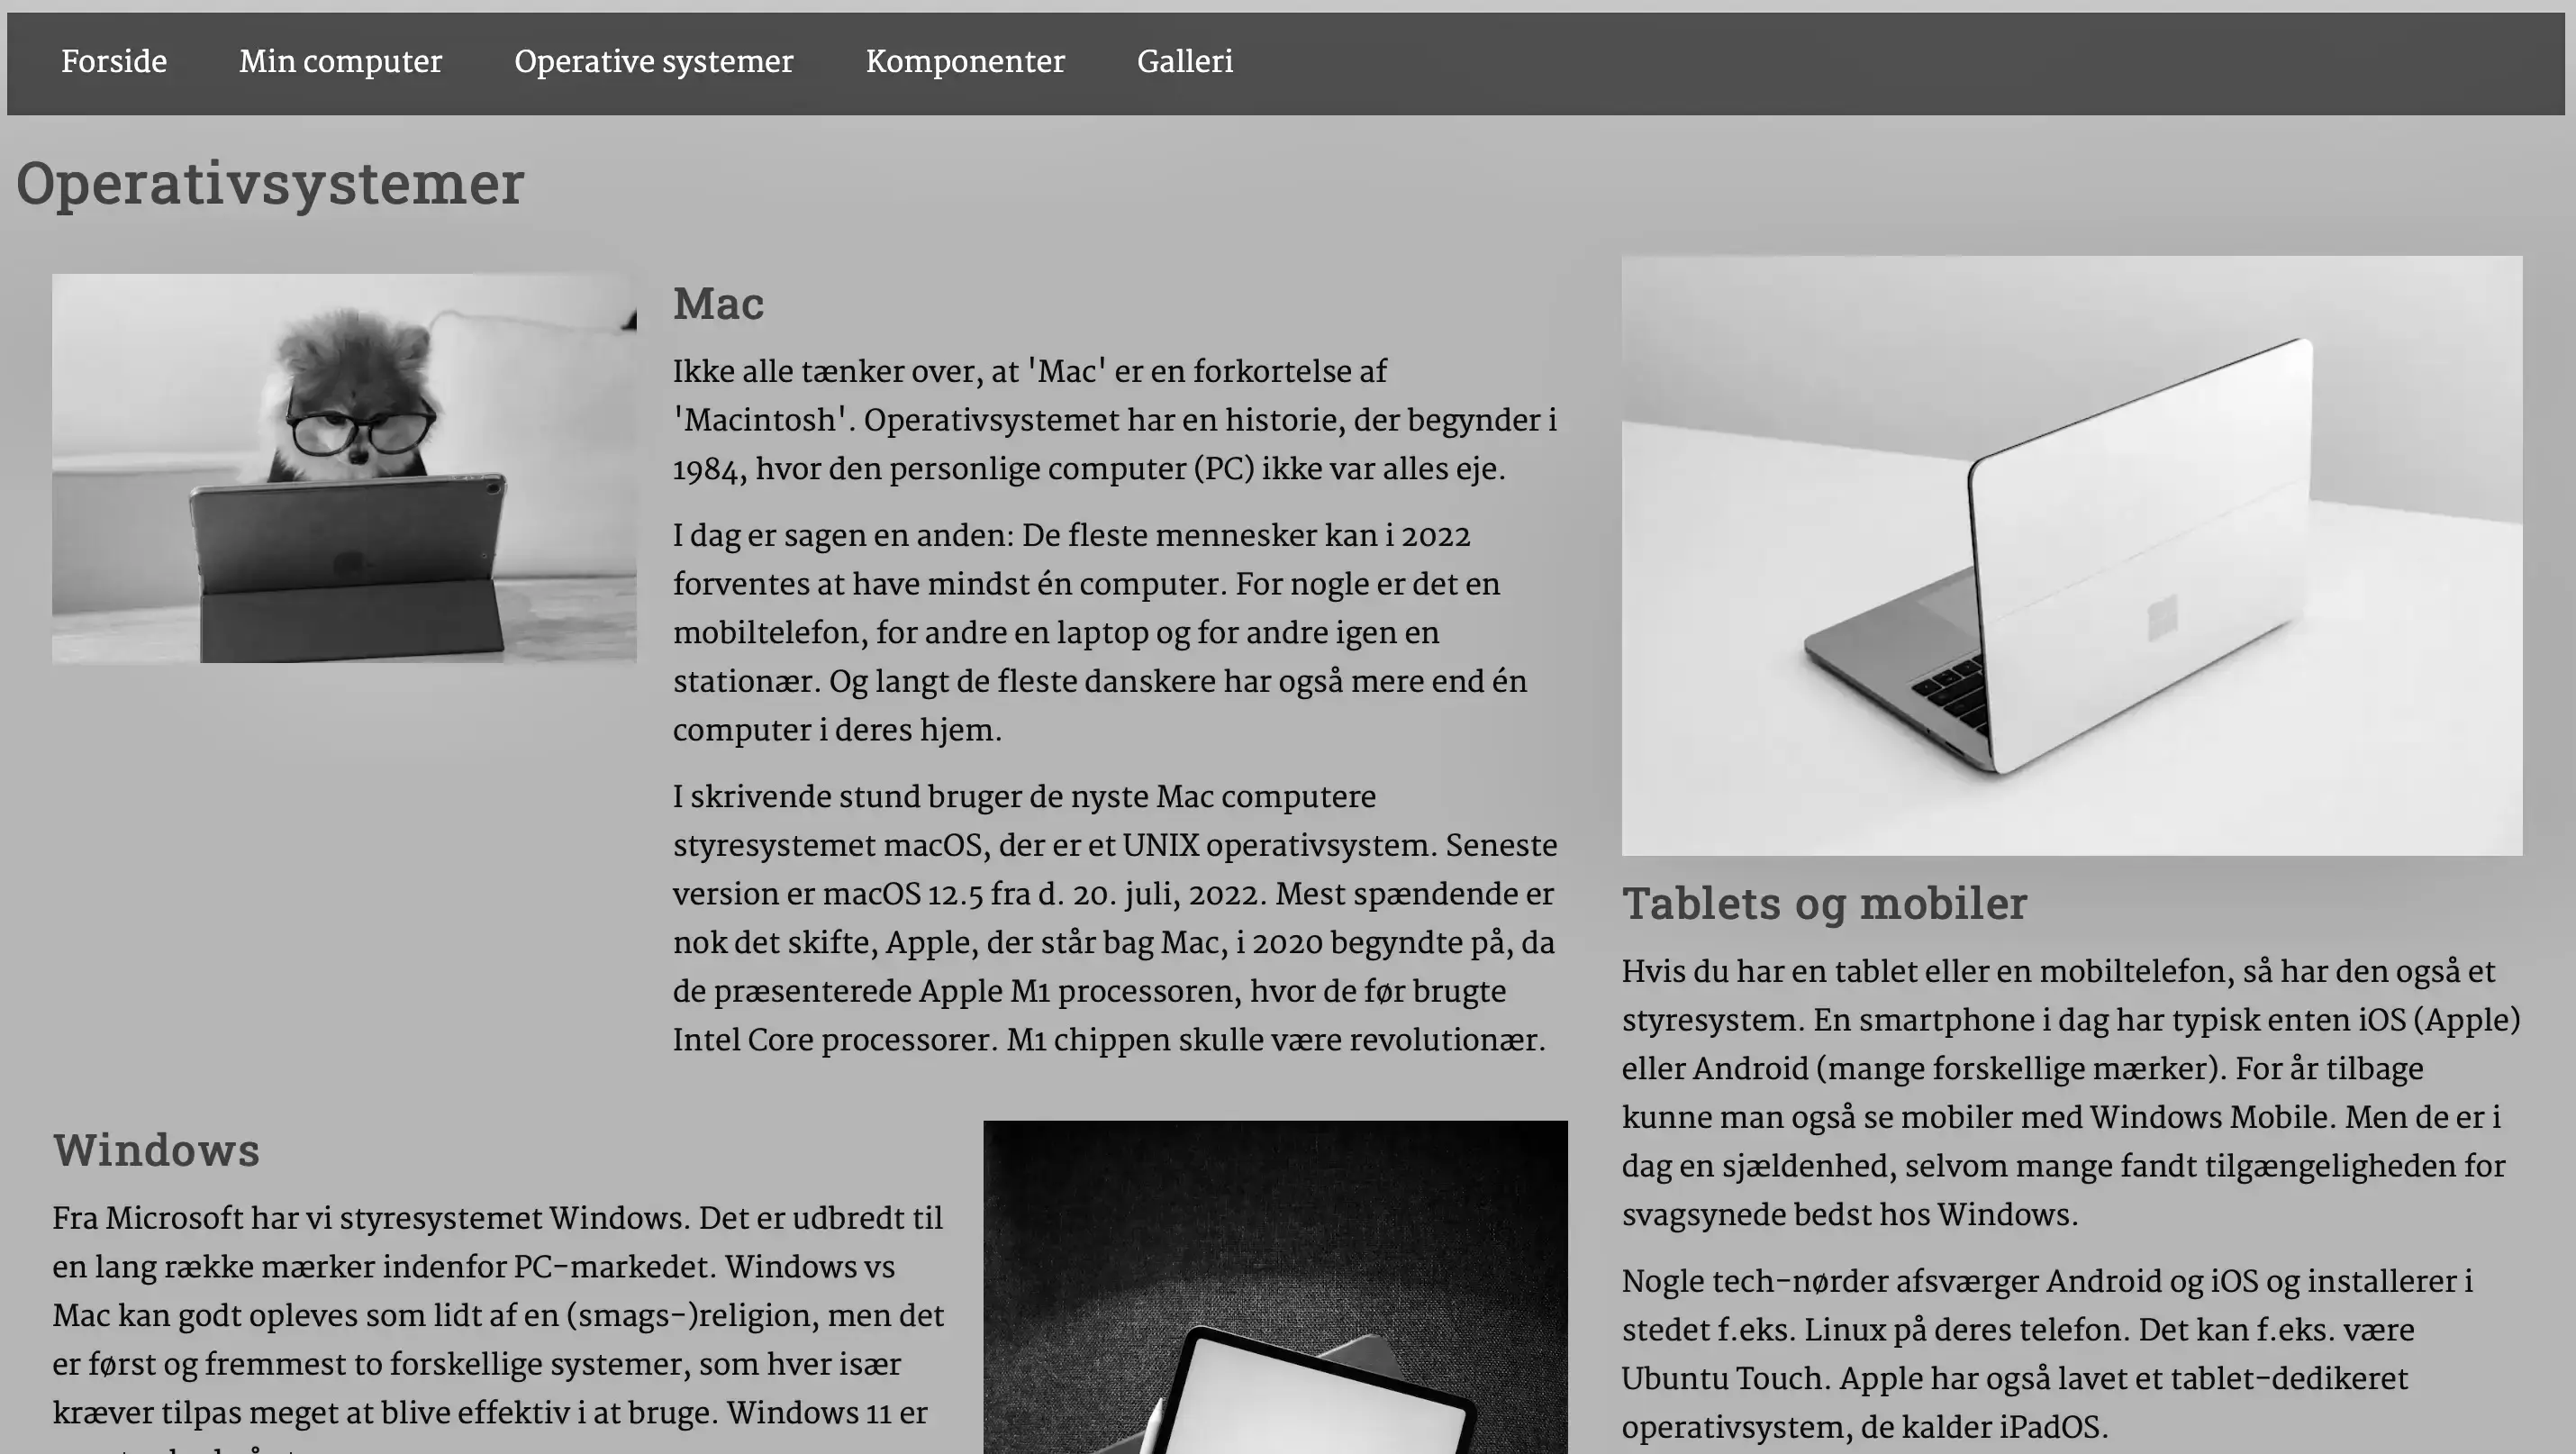 Forside
Min computer
Operative systemer
Komponenter
Galleri
Operativsystemer
Mac
Ikke alle tænker over, at 'Mac' er en forkortelse af
'Macintosh'. Operativsystemet har en historie, der begynder i
1984, hvor den personlige computer (PC) ikke var alles eje.
I dag er sagen en anden: De fleste mennesker kan i 2022
forventes at have mindst én computer. For nogle er det en
mobiltelefon, for andre en laptop og for andre igen en
stationær. Og langt de fleste danskere har også mere end én
computer i deres hjem.
I skrivende stund bruger de nyste Mac computere
styresystemet macOS, der er et UNIX operativsystem. Seneste
version er macOS 12.5 fra d. 20. juli, 2022. Mest spændende er
nok det skifte, Apple, der står bag Mac, i 2020 begyndte på, da
de præsenterede Apple M1 processoren, hvor de før brugte
Intel Core processorer. M1 chippen skulle være revolutionær.
Windows
Fra Microsoft har vi styresystemet Windows. Det er udbredt til
en lang række mærker indenfor PC-markedet. Windows vs
Mac kan godt opleves som lidt af en (smags-)religion, men det
er først og fremmest to forskellige systemer, som hver især
kræver tilpas meget at blive effektiv i at bruge. Windows 11 er
Tablets og mobiler
Hvis du har en tablet eller en mobiltelefon, så har den også et
styresystem. En smartphone i dag har typisk enten iOS (Apple)
eller Android (mange forskellige mærker). For år tilbage
kunne man også se mobiler med Windows Mobile. Men de er i
dag en sjældenhed, selvom mange fandt tilgængeligheden for
svagsynede bedst hos Windows.
Nogle tech-nørder afsværger Android og iOS og installerer i
stedet f.eks. Linux på deres telefon. Det kan f.eks. være
Ubuntu Touch. Apple har også lavet et tablet-dedikeret
operativsystem, de kalder iPadOS.